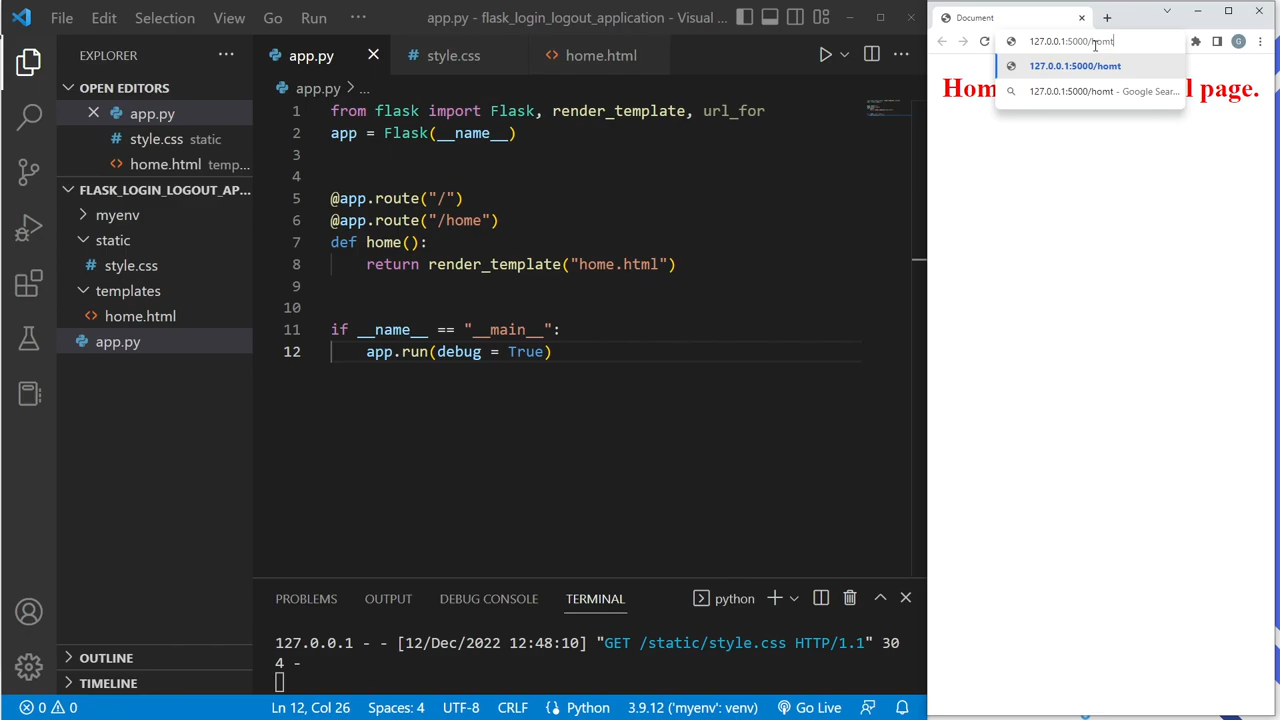 File Edit Selection View Go Run ··· app.py - flask_login_logout_application - Visual ...
EXPLORER ···
OPEN EDITORS
app.py
style.css static
home.html temp...
FLASK_LOGIN_LOGOUT_AP...
myenv
static
style.css
templates
home.html
app.py
OUTLINE
TIMELINE
app.py style.css home.html
app.py > ...
1 from flask import Flask, render_template, url_for
2 app = Flask(__name__)
3
4
5 @app.route("/")
6 @app.route("/home")
7 def home():
8 return render_template("home.html")
9
10
11 if __name__ == "__main__":
12 app.run(debug = True)
PROBLEMS OUTPUT DEBUG CONSOLE TERMINAL python
127.0.0.1 - - [12/Dec/2022 12:48:10] "GET /static/style.css HTTP/1.1" 30
4 -
0 0 Ln 12, Col 26 Spaces: 4 UTF-8 CRLF Python 3.9.12 ('myenv': venv) Go Live
Document
127.0.0.1:5000/homt
G
127.0.0.1:5000/homt
127.0.0.1:5000/homt - Google Sear...
page.